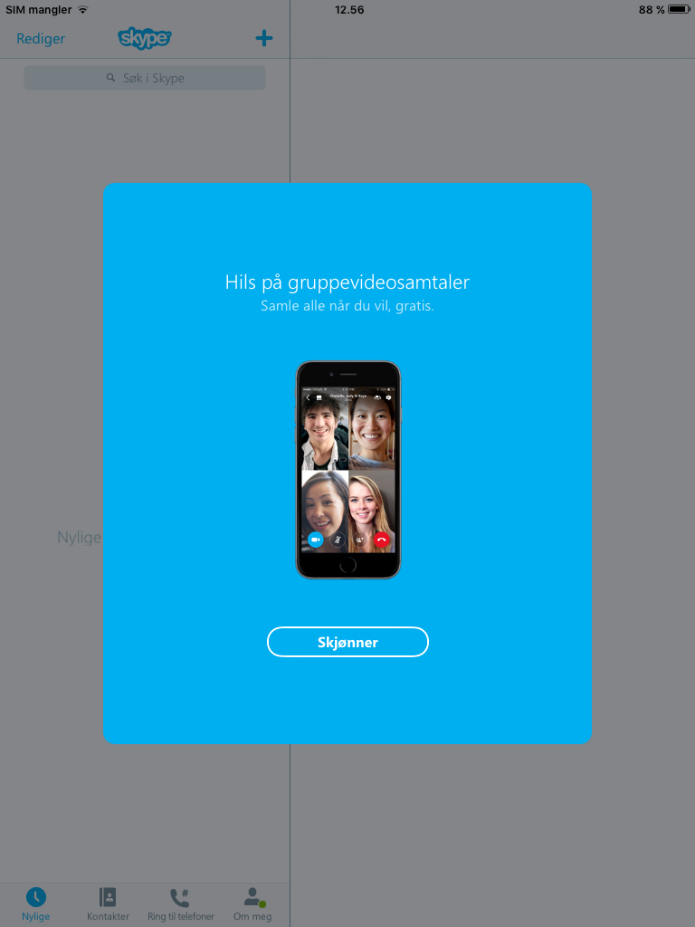 SIM mangler 12.56 88 %
Rediger skype
Søk i Skype
Hils på gruppevideosamtaler
Samle alle når du vil, gratis.
Nylige
Skjønner
Nylige Kontakter Ring til telefoner Om meg